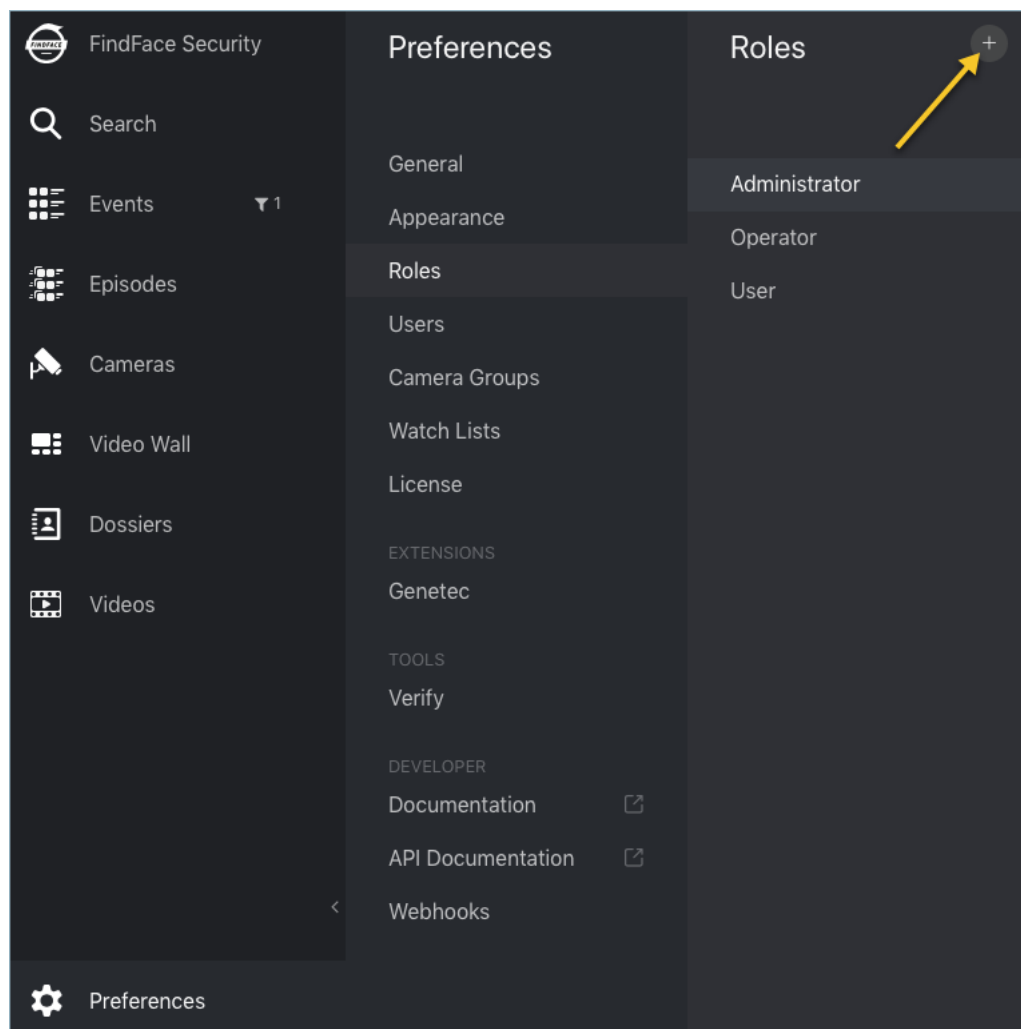 FINDFACE
FindFace Security
Search
Events
1
Episodes
Cameras
Video Wall
Dossiers
Videos
Preferences
Preferences
General
Appearance
Roles
Users
Camera Groups
Watch Lists
License
EXTENSIONS
Genetec
TOOLS
Verify
DEVELOPER
Documentation
API Documentation
Webhooks
Roles
Administrator
Operator
User